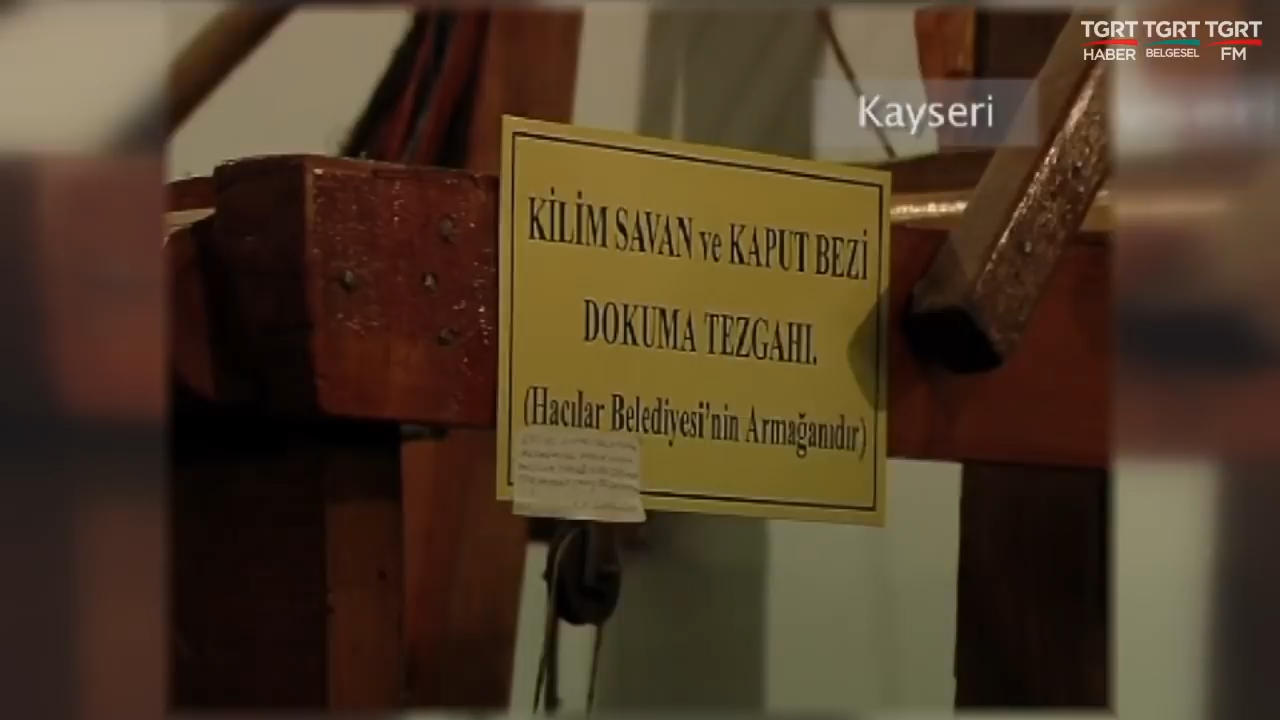 TGRT TGRT TGRT
HABER BELGESEL FM
Kayseri
KİLİM SAVAN ve KAPUT BEZİ
DOKUMA TEZGAHI.
(Hacılar Belediyesi'nin Armağanıdır)